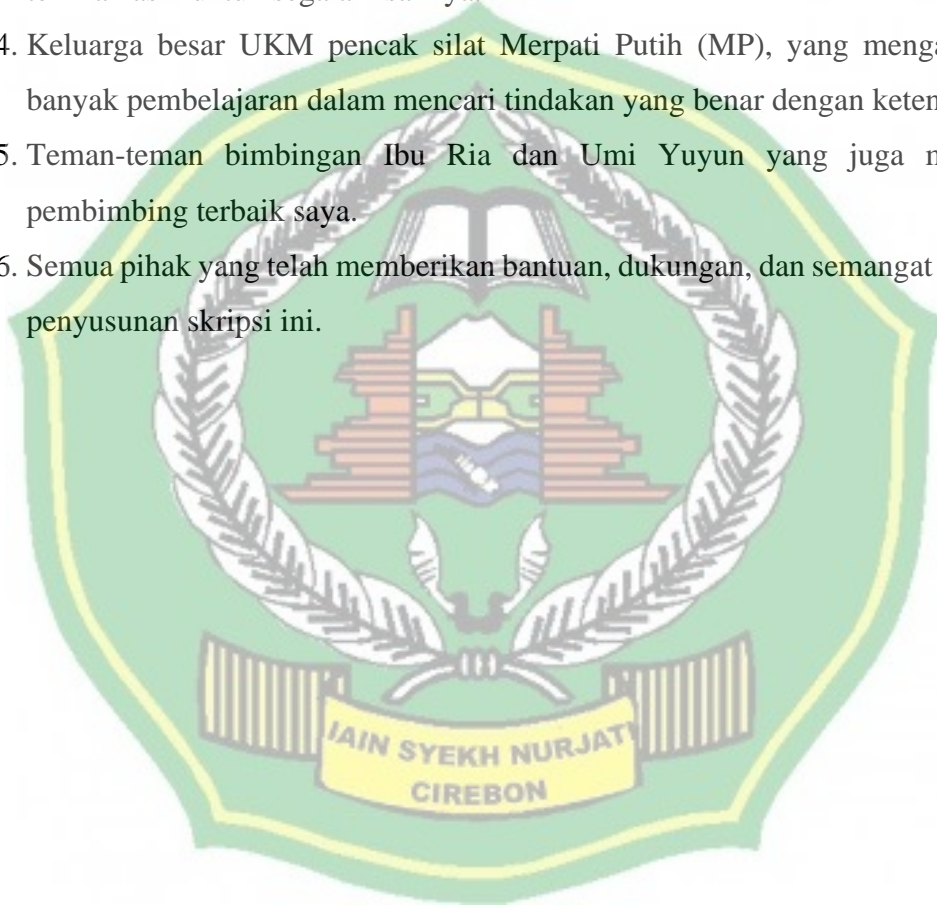 4. Keluarga besar UKM pencak silat Merpati Putih (MP), yang menga
banyak pembelajaran dalam mencari tindakan yang benar dengan keten
5. Teman-teman bimbingan Ibu Ria dan Umi Yuyun yang juga m
pembimbing terbaik saya.
6. Semua pihak yang telah memberikan bantuan, dukungan, dan semangat
penyusunan skripsi ini.
IAIN SYEKH NURJATI
CIREBON